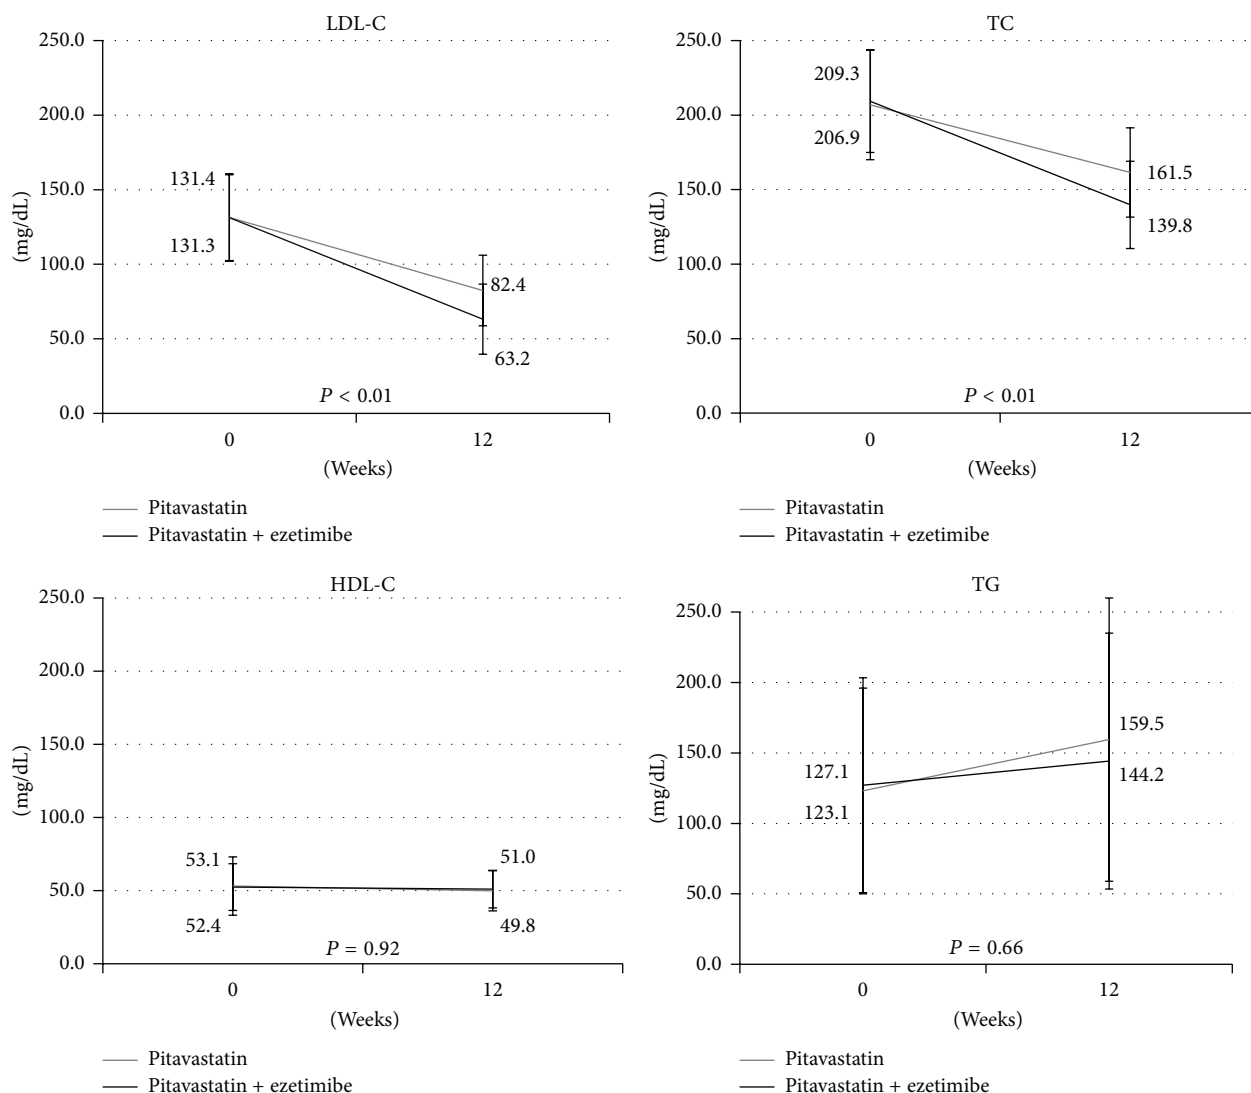 LDL-C
250.0
200.0
150.0
100.0
50.0
0.0
(mg/dL)
131.4
131.3
82.4
63.2
P < 0.01
0 12
(Weeks)
Pitavastatin
Pitavastatin + ezetimibe
TC
250.0
200.0
150.0
100.0
50.0
0.0
(mg/dL)
209.3
206.9
161.5
139.8
P < 0.01
0 12
(Weeks)
Pitavastatin
Pitavastatin + ezetimibe
HDL-C
250.0
200.0
150.0
100.0
50.0
0.0
(mg/dL)
53.1
52.4
51.0
49.8
P = 0.92
0 12
(Weeks)
Pitavastatin
Pitavastatin + ezetimibe
TG
250.0
200.0
150.0
100.0
50.0
0.0
(mg/dL)
127.1
123.1
159.5
144.2
P = 0.66
0 12
(Weeks)
Pitavastatin
Pitavastatin + ezetimibe